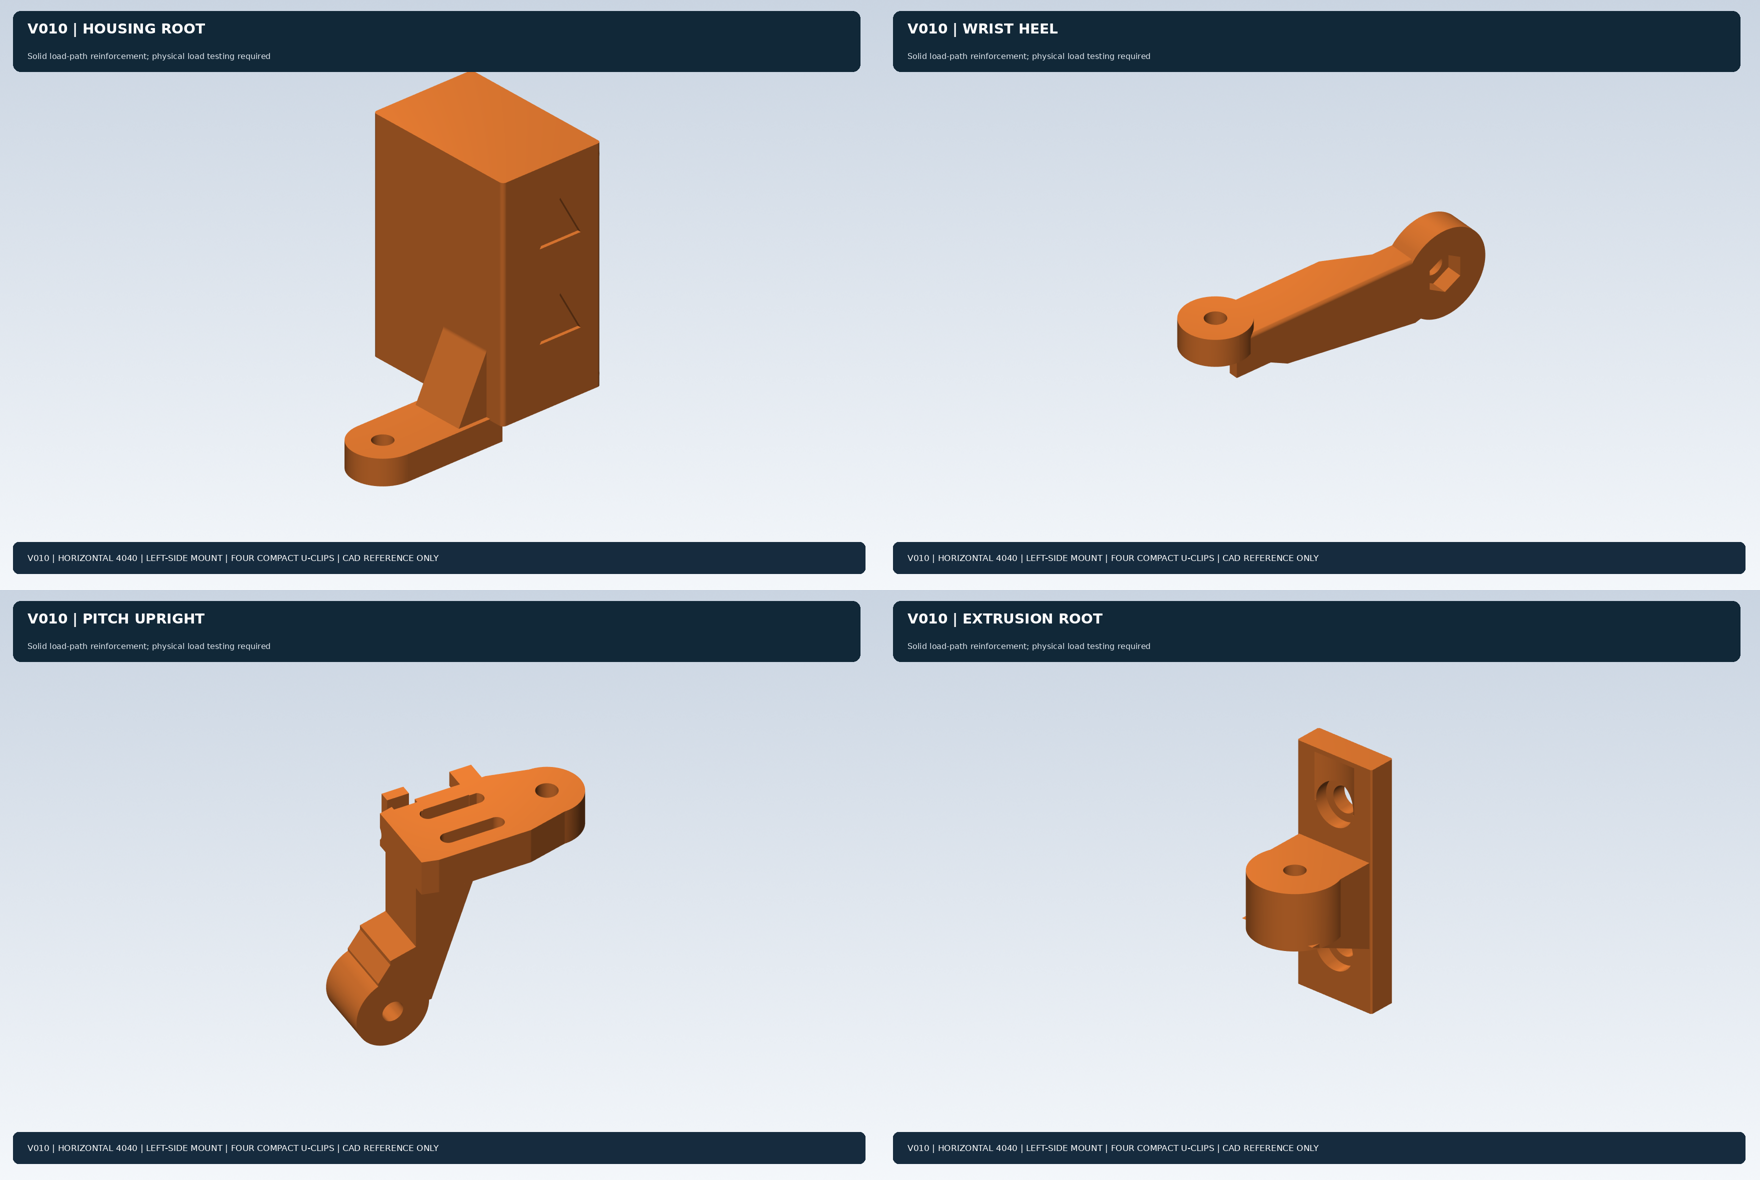 V010 | HOUSING ROOT
Solid load-path reinforcement; physical load testing required
V010 | HORIZONTAL 4040 | LEFT-SIDE MOUNT | FOUR COMPACT U-CLIPS | CAD REFERENCE ONLY
V010 | WRIST HEEL
Solid load-path reinforcement; physical load testing required
V010 | HORIZONTAL 4040 | LEFT-SIDE MOUNT | FOUR COMPACT U-CLIPS | CAD REFERENCE ONLY
V010 | PITCH UPRIGHT
Solid load-path reinforcement; physical load testing required
V010 | HORIZONTAL 4040 | LEFT-SIDE MOUNT | FOUR COMPACT U-CLIPS | CAD REFERENCE ONLY
V010 | EXTRUSION ROOT
Solid load-path reinforcement; physical load testing required
V010 | HORIZONTAL 4040 | LEFT-SIDE MOUNT | FOUR COMPACT U-CLIPS | CAD REFERENCE ONLY